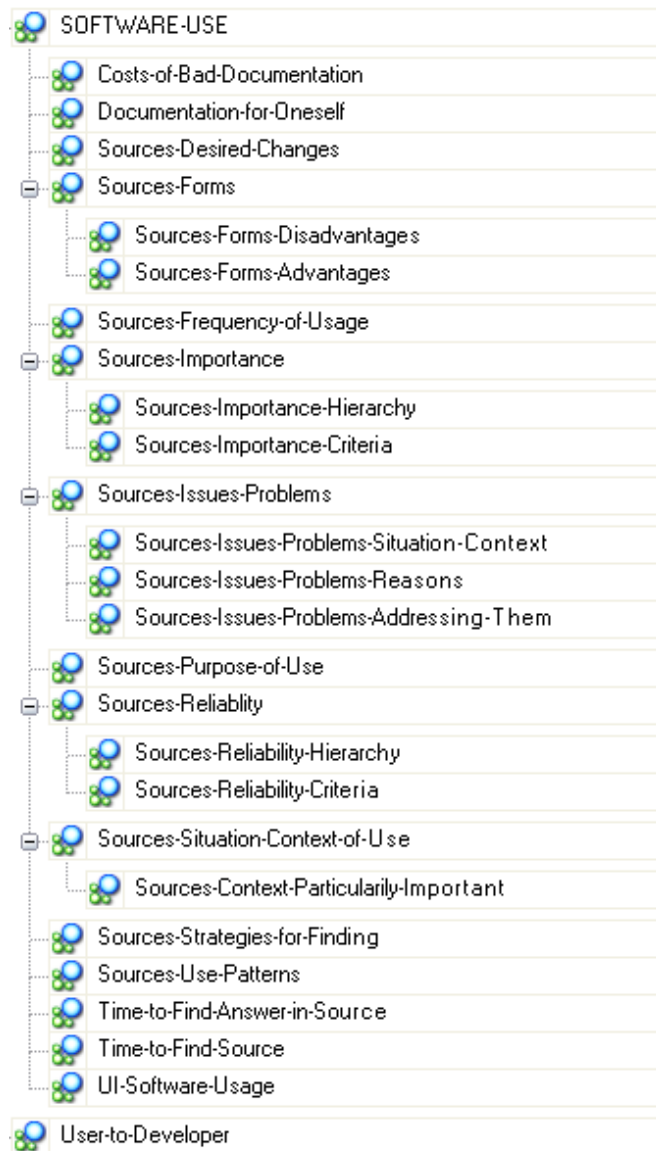 SOFTWARE-USE
Costs-of-Bad-Documentation
Documentation-for-Oneself
Sources-Desired-Changes
Sources-Forms
Sources-Forms-Disadvantages
Sources-Forms-Advantages
Sources-Frequency-of-Usage
Sources-Importance
Sources-Importance-Hierarchy
Sources-Importance-Criteria
Sources-Issues-Problems
Sources-Issues-Problems-Situation-Context
Sources-Issues-Problems-Reasons
Sources-Issues-Problems-Addressing-Them
Sources-Purpose-of-Use
Sources-Reliablity
Sources-Reliability-Hierarchy
Sources-Reliability-Criteria
Sources-Situation-Context-of-Use
Sources-Context-Particularily-Important
Sources-Strategies-for-Finding
Sources-Use-Patterns
Time-to-Find-Answer-in-Source
Time-to-Find-Source
UI-Software-Usage
User-to-Developer